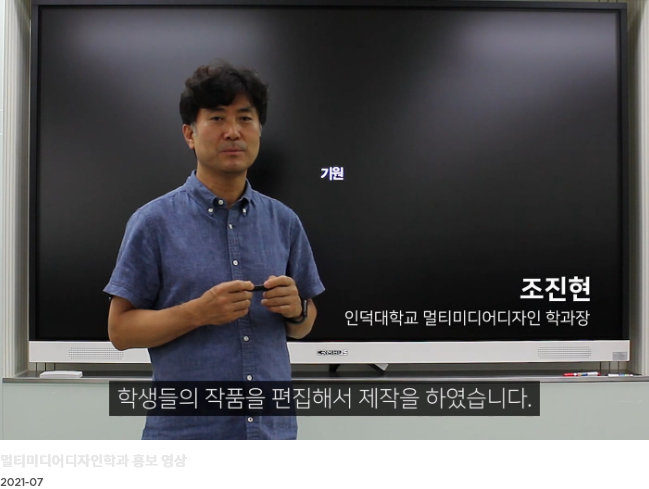 기원
조진현
인덕대학교 멀티미디어디자인 학과장
학생들의 작품을 편집해서 제작을 하였습니다.
멀티미디어디자인학과 홍보 영상
2021-07